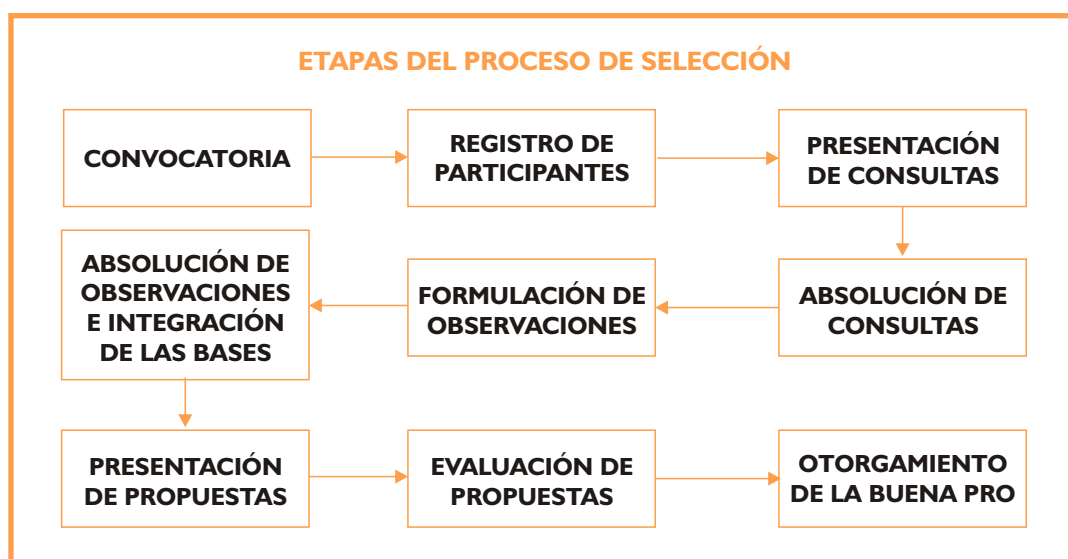 ETAPAS DEL PROCESO DE SELECCIÓN
CONVOCATORIA
REGISTRO DE
PARTICIPANTES
PRESENTACIÓN
DE CONSULTAS
ABSOLUCIÓN DE
CONSULTAS
FORMULACIÓN DE
OBSERVACIONES
ABSOLUCIÓN DE
OBSERVACIONES
E INTEGRACIÓN
DE LAS BASES
PRESENTACIÓN
DE PROPUESTAS
EVALUACIÓN DE
PROPUESTAS
OTORGAMIENTO
DE LA BUENA PRO